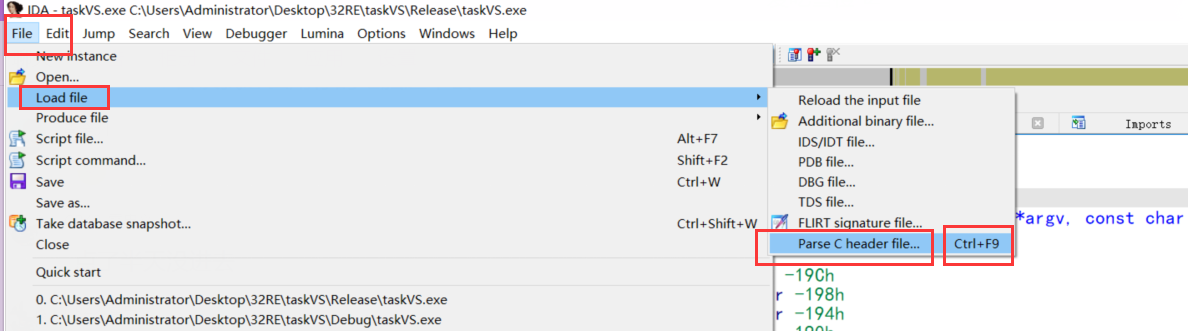 IDA - taskVS.exe C:\Users\Administrator\Desktop\32RE\taskVS\Release\taskVS.exe
File Edit Jump Search View Debugger Lumina Options Windows Help
New instance
Open...
Load file
Produce file
Script file... Alt+F7
Script command... Shift+F2
Save Ctrl+W
Save as...
Take database snapshot... Ctrl+Shift+W
Close
Quick start
0. C:\Users\Administrator\Desktop\32RE\taskVS\Release\taskVS.exe
1. C:\Users\Administrator\Desktop\32RE\taskVS\Debug\taskVS.exe
Reload the input file
Additional binary file...
IDS/IDT file...
PDB file...
DBG file...
TDS file...
FLIRT signature file...
Parse C header file... Ctrl+F9
Imports
*argv, const char
-19Ch
r -198h
r -194h